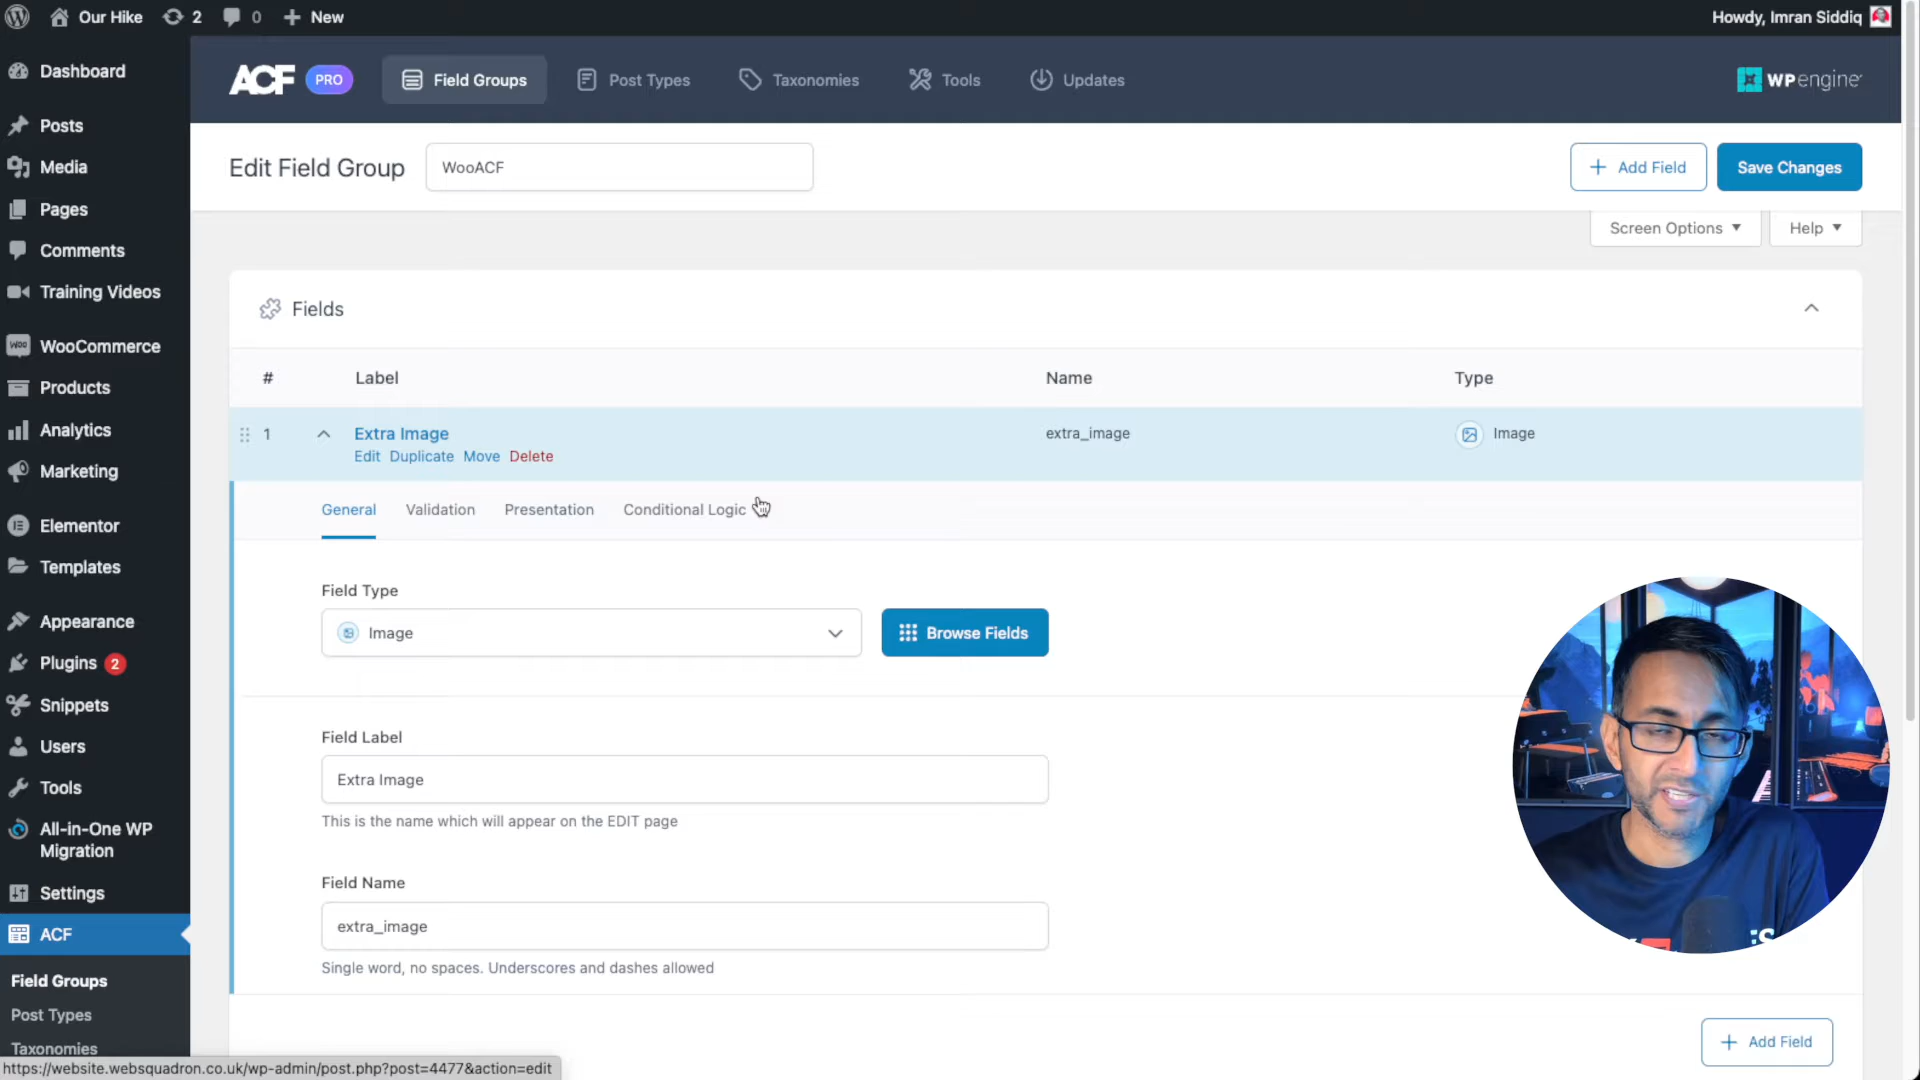 Our Hike 2 0 New Howdy, Imran Siddiq
Dashboard
Posts
Media
Pages
Comments
Training Videos
Woo WooCommerce
Products
Analytics
Marketing
Elementor
Templates
Appearance
Plugins 2
Snippets
Users
Tools
All-in-One WP
Migration
Settings
ACF
Field Groups
Post Types
Taxonomies
ACF PRO Field Groups Post Types Taxonomies Tools Updates WPengine
Edit Field Group WooACF + Add Field Save Changes
Screen Options ▼ Help ▼
Fields
# Label Name Type
1 Extra Image extra_image Image
Edit Duplicate Move Delete
General Validation Presentation Conditional Logic
Field Type
Image Browse Fields
Field Label
Extra Image
This is the name which will appear on the EDIT page
Field Name
extra_image
Single word, no spaces. Underscores and dashes allowed
+ Add Field
https://website.websquadron.co.uk/wp-admin/post.php?post=4477&action=edit